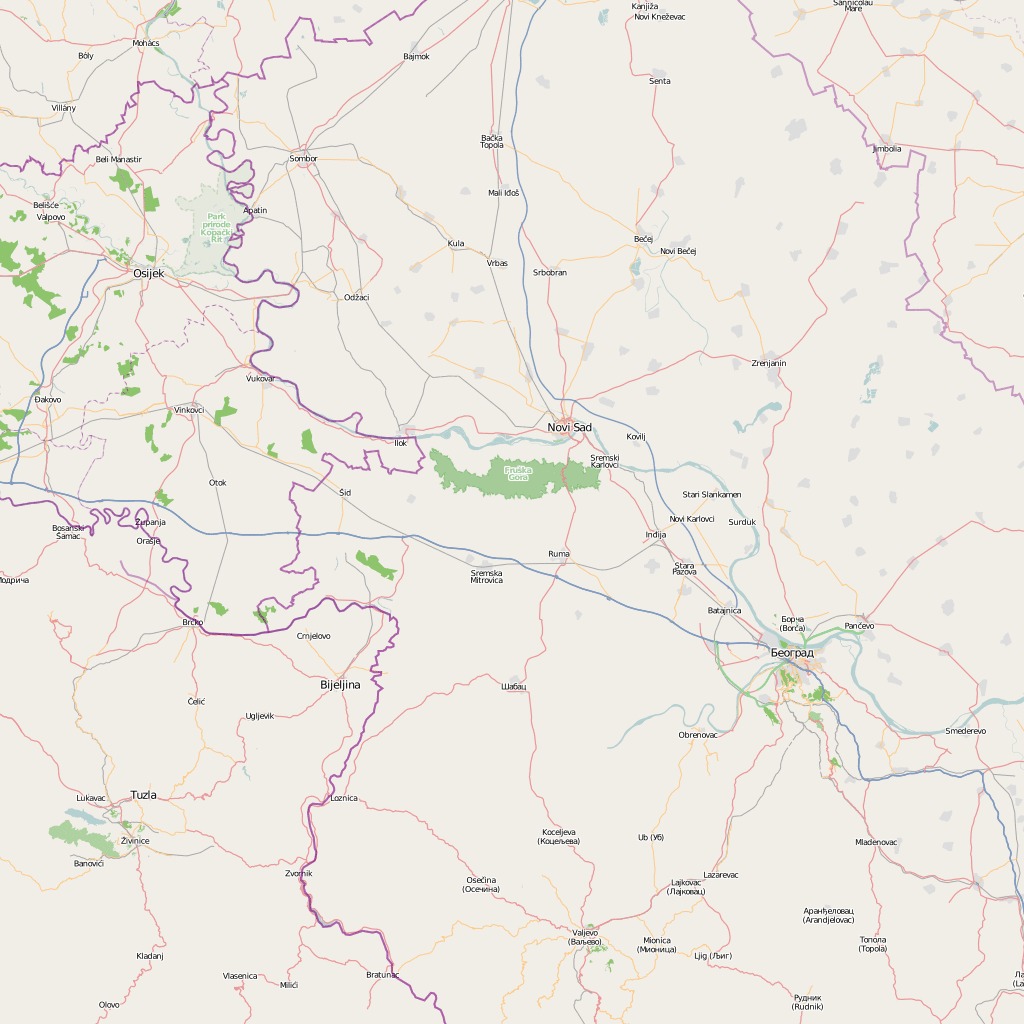 Kanjiža
Novi Kneževac
Sânnicolau
Mare
Mohács
Bóly
Bajmok
Senta
Villány
Bačka
Topola
Jimbolia
Beli Manastir
Sombor
Mali Iđoš
Belišće
Valpovo
Apatin
Park
prirode
Kopački
Rit
Kula
Bečej
Novi Bečej
Vrbas
Srbobran
Osijek
Odžaci
Zrenjanin
Vukovar
Đakovo
Vinkovci
Novi Sad
Kovilj
Ilok
Sremski
Karlovci
Fruška
Gora
Otok
Šid
Stari Slankamen
Novi Karlovci
Surduk
Bosanski
Šamac
Županja
Orašje
Inđija
Ruma
Stara
Pazova
Sremska
Mitrovica
Модрича
Batajnica
Brčko
Борча
(Borča)
Pančevo
Crnjelovo
Београд
Bijeljina
Шабац
Čelić
Ugljevik
Obrenovac
Smederevo
Lukavac
Tuzla
Loznica
Živinice
Koceljeva
(Коцељева)
Ub (Уб)
Mladenovac
Banovići
Zvornik
Osečina
(Осечина)
Lajkovac
(Лајковац)
Lazarevac
Аранђеловац
(Arandjelovac)
Valjevo
(Ваљево)
Mionica
(Мионица)
Топола
(Topola)
Kladanj
Ljig (Љиг)
Vlasenica
Milići
Bratunac
Ла
(La
Olovo
Рудник
(Rudnik)